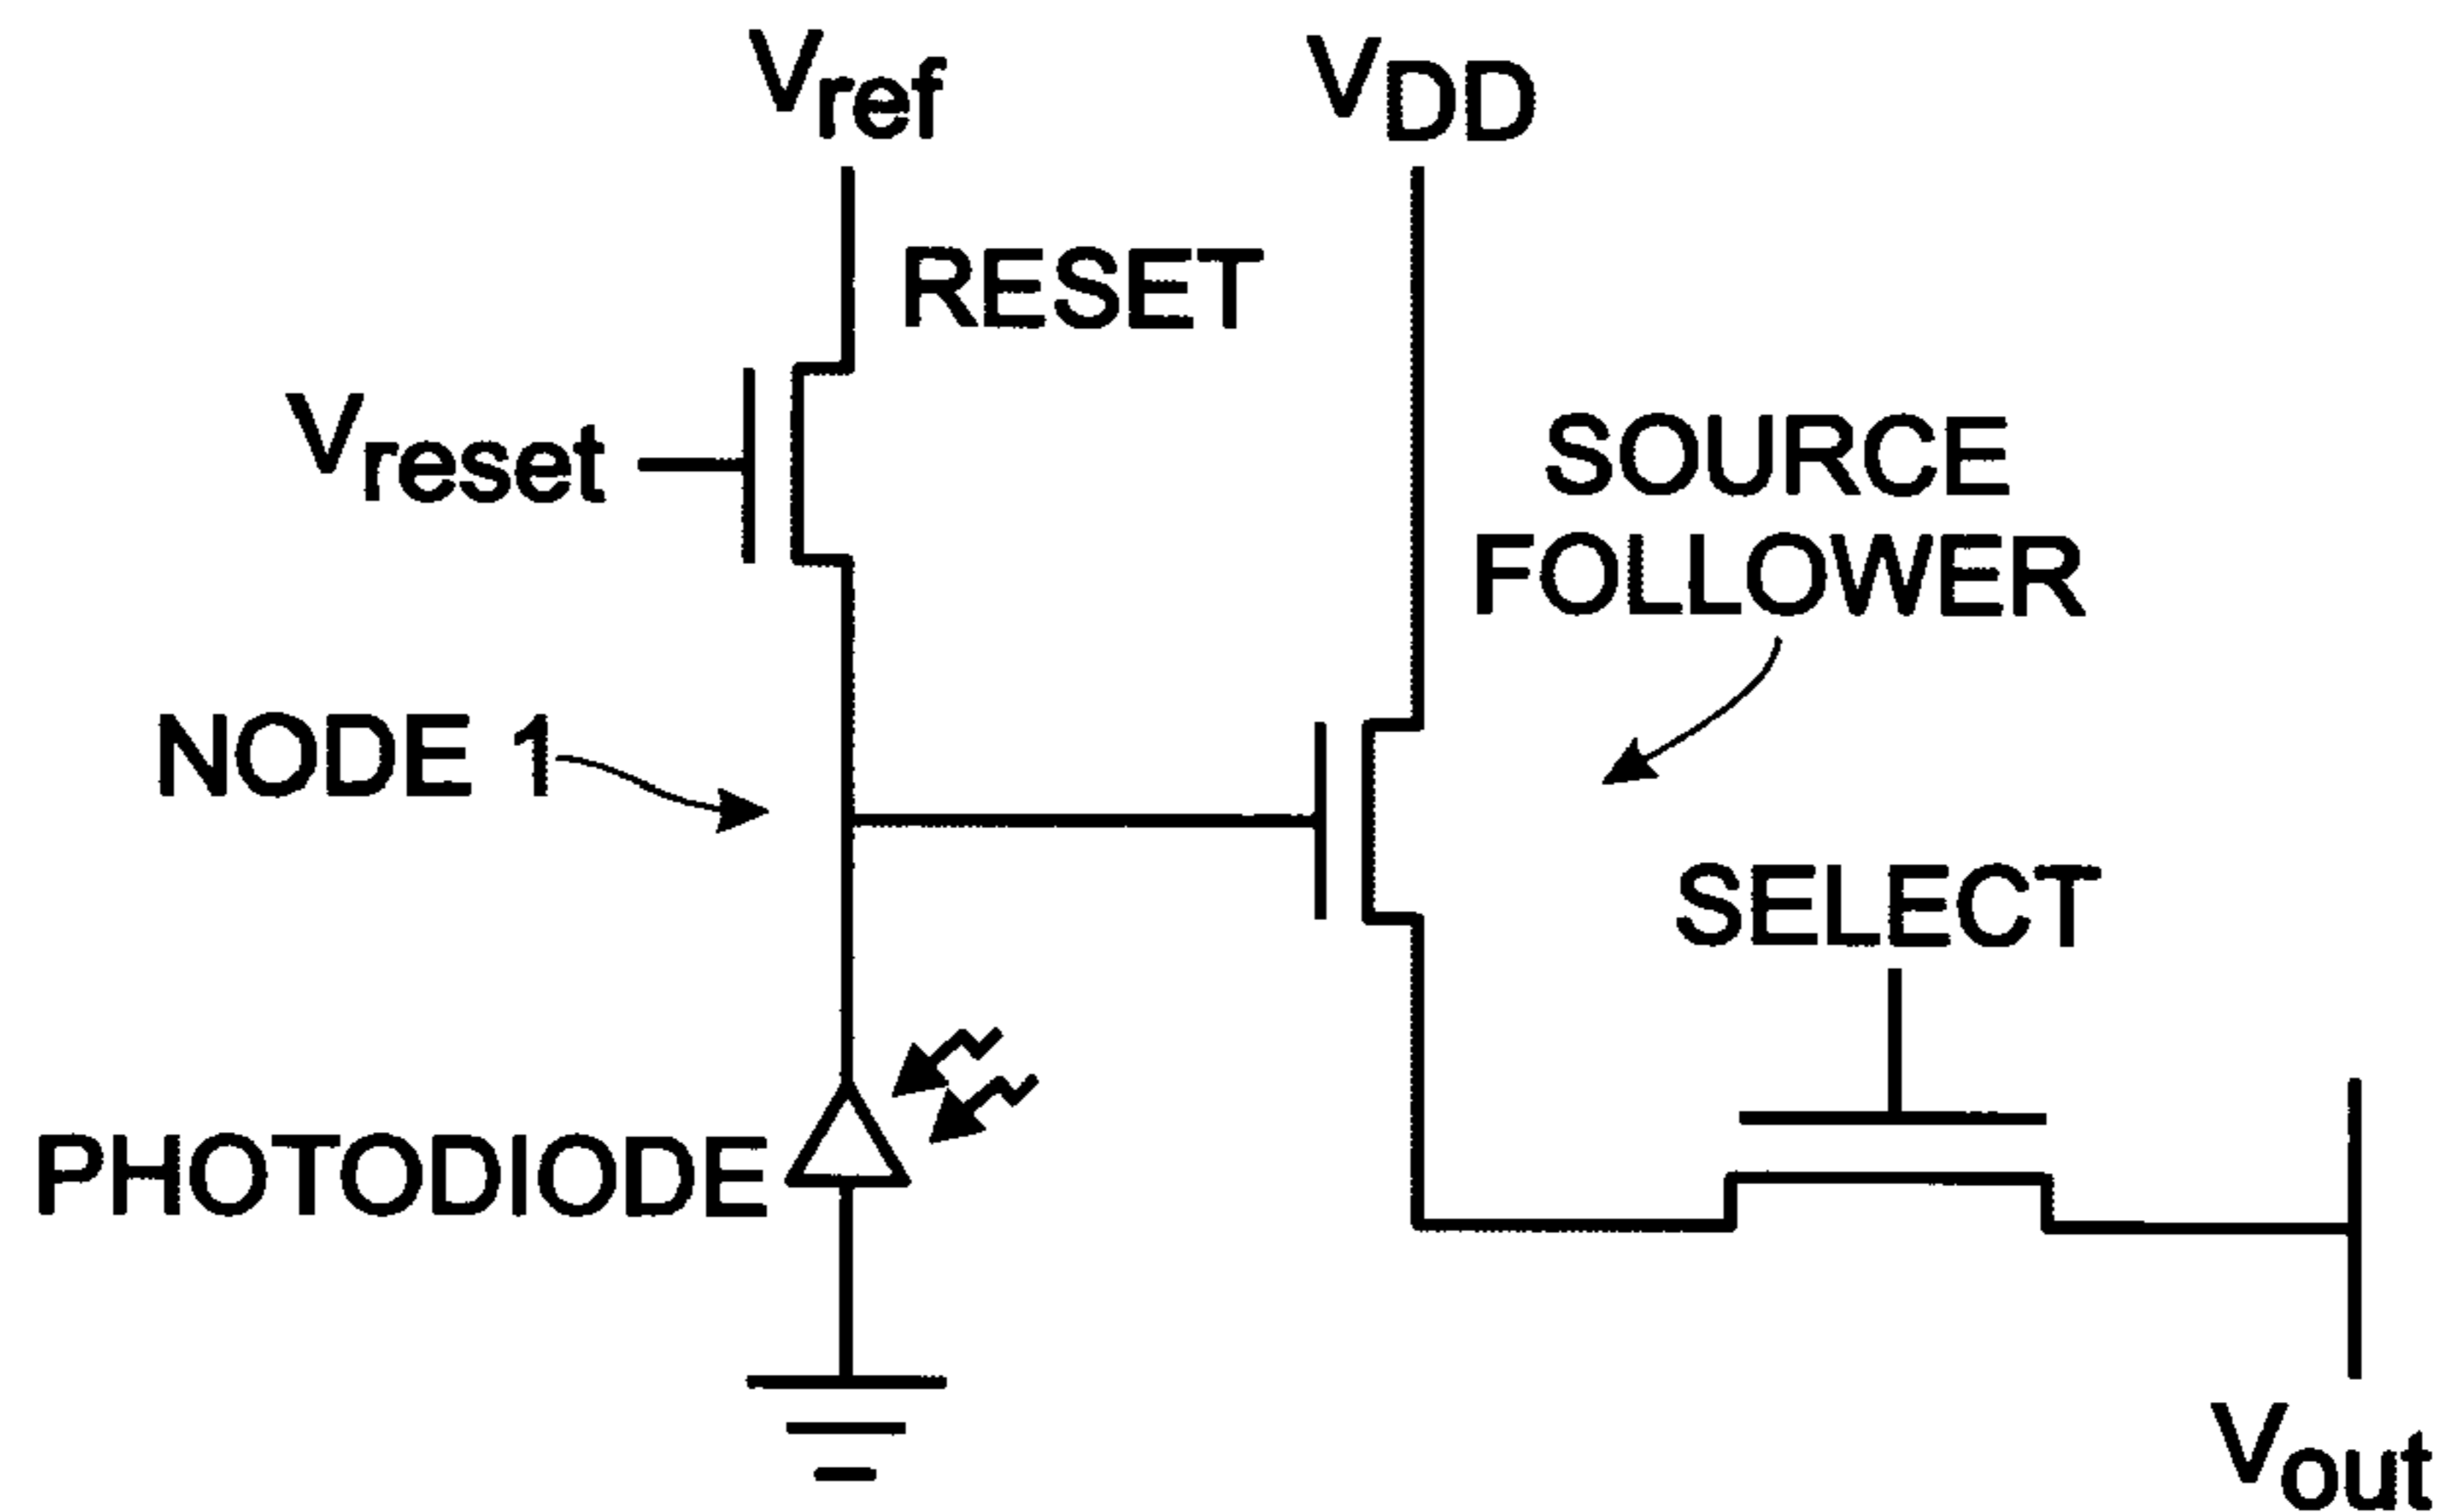 Vref
VDD
RESET
Vreset
SOURCE
FOLLOWER
NODE 1
SELECT
PHOTODIODE
Vout